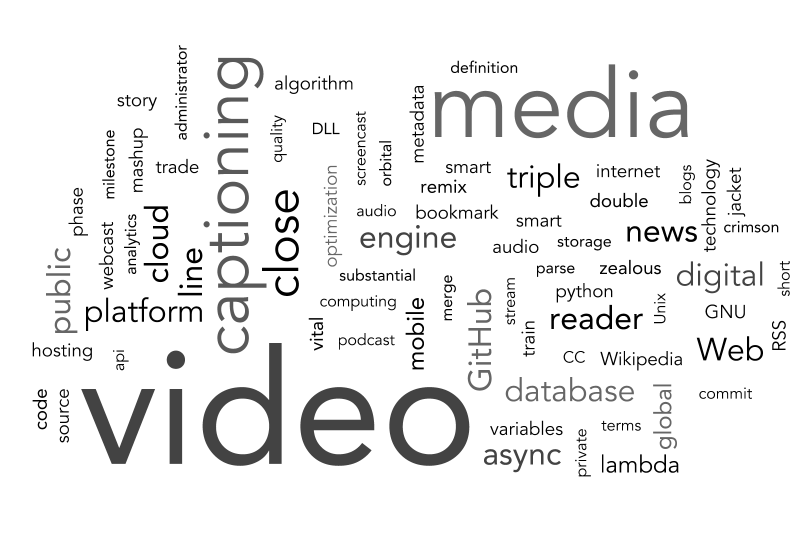 definition
administrator
captioning
media
algorithm
story
metadata
screencast
quality
DLL
milestone
mashup
orbital
trade
smart
triple
internet
optimization
blogs
technology
jacket
remix
phase
close
double
audio
bookmark
cloud
analytics
webcast
smart
news
crimson
engine
storage
audio
public
line
substantial
parse
zealous
digital
short
merge
stream
python
platform
computing
mobile
GitHub
Unix
GNU
vital
train
reader
RSS
podcast
hosting
api
CC
Wikipedia
Web
video
database
global
commit
code
source
variables
terms
async
private
lambda